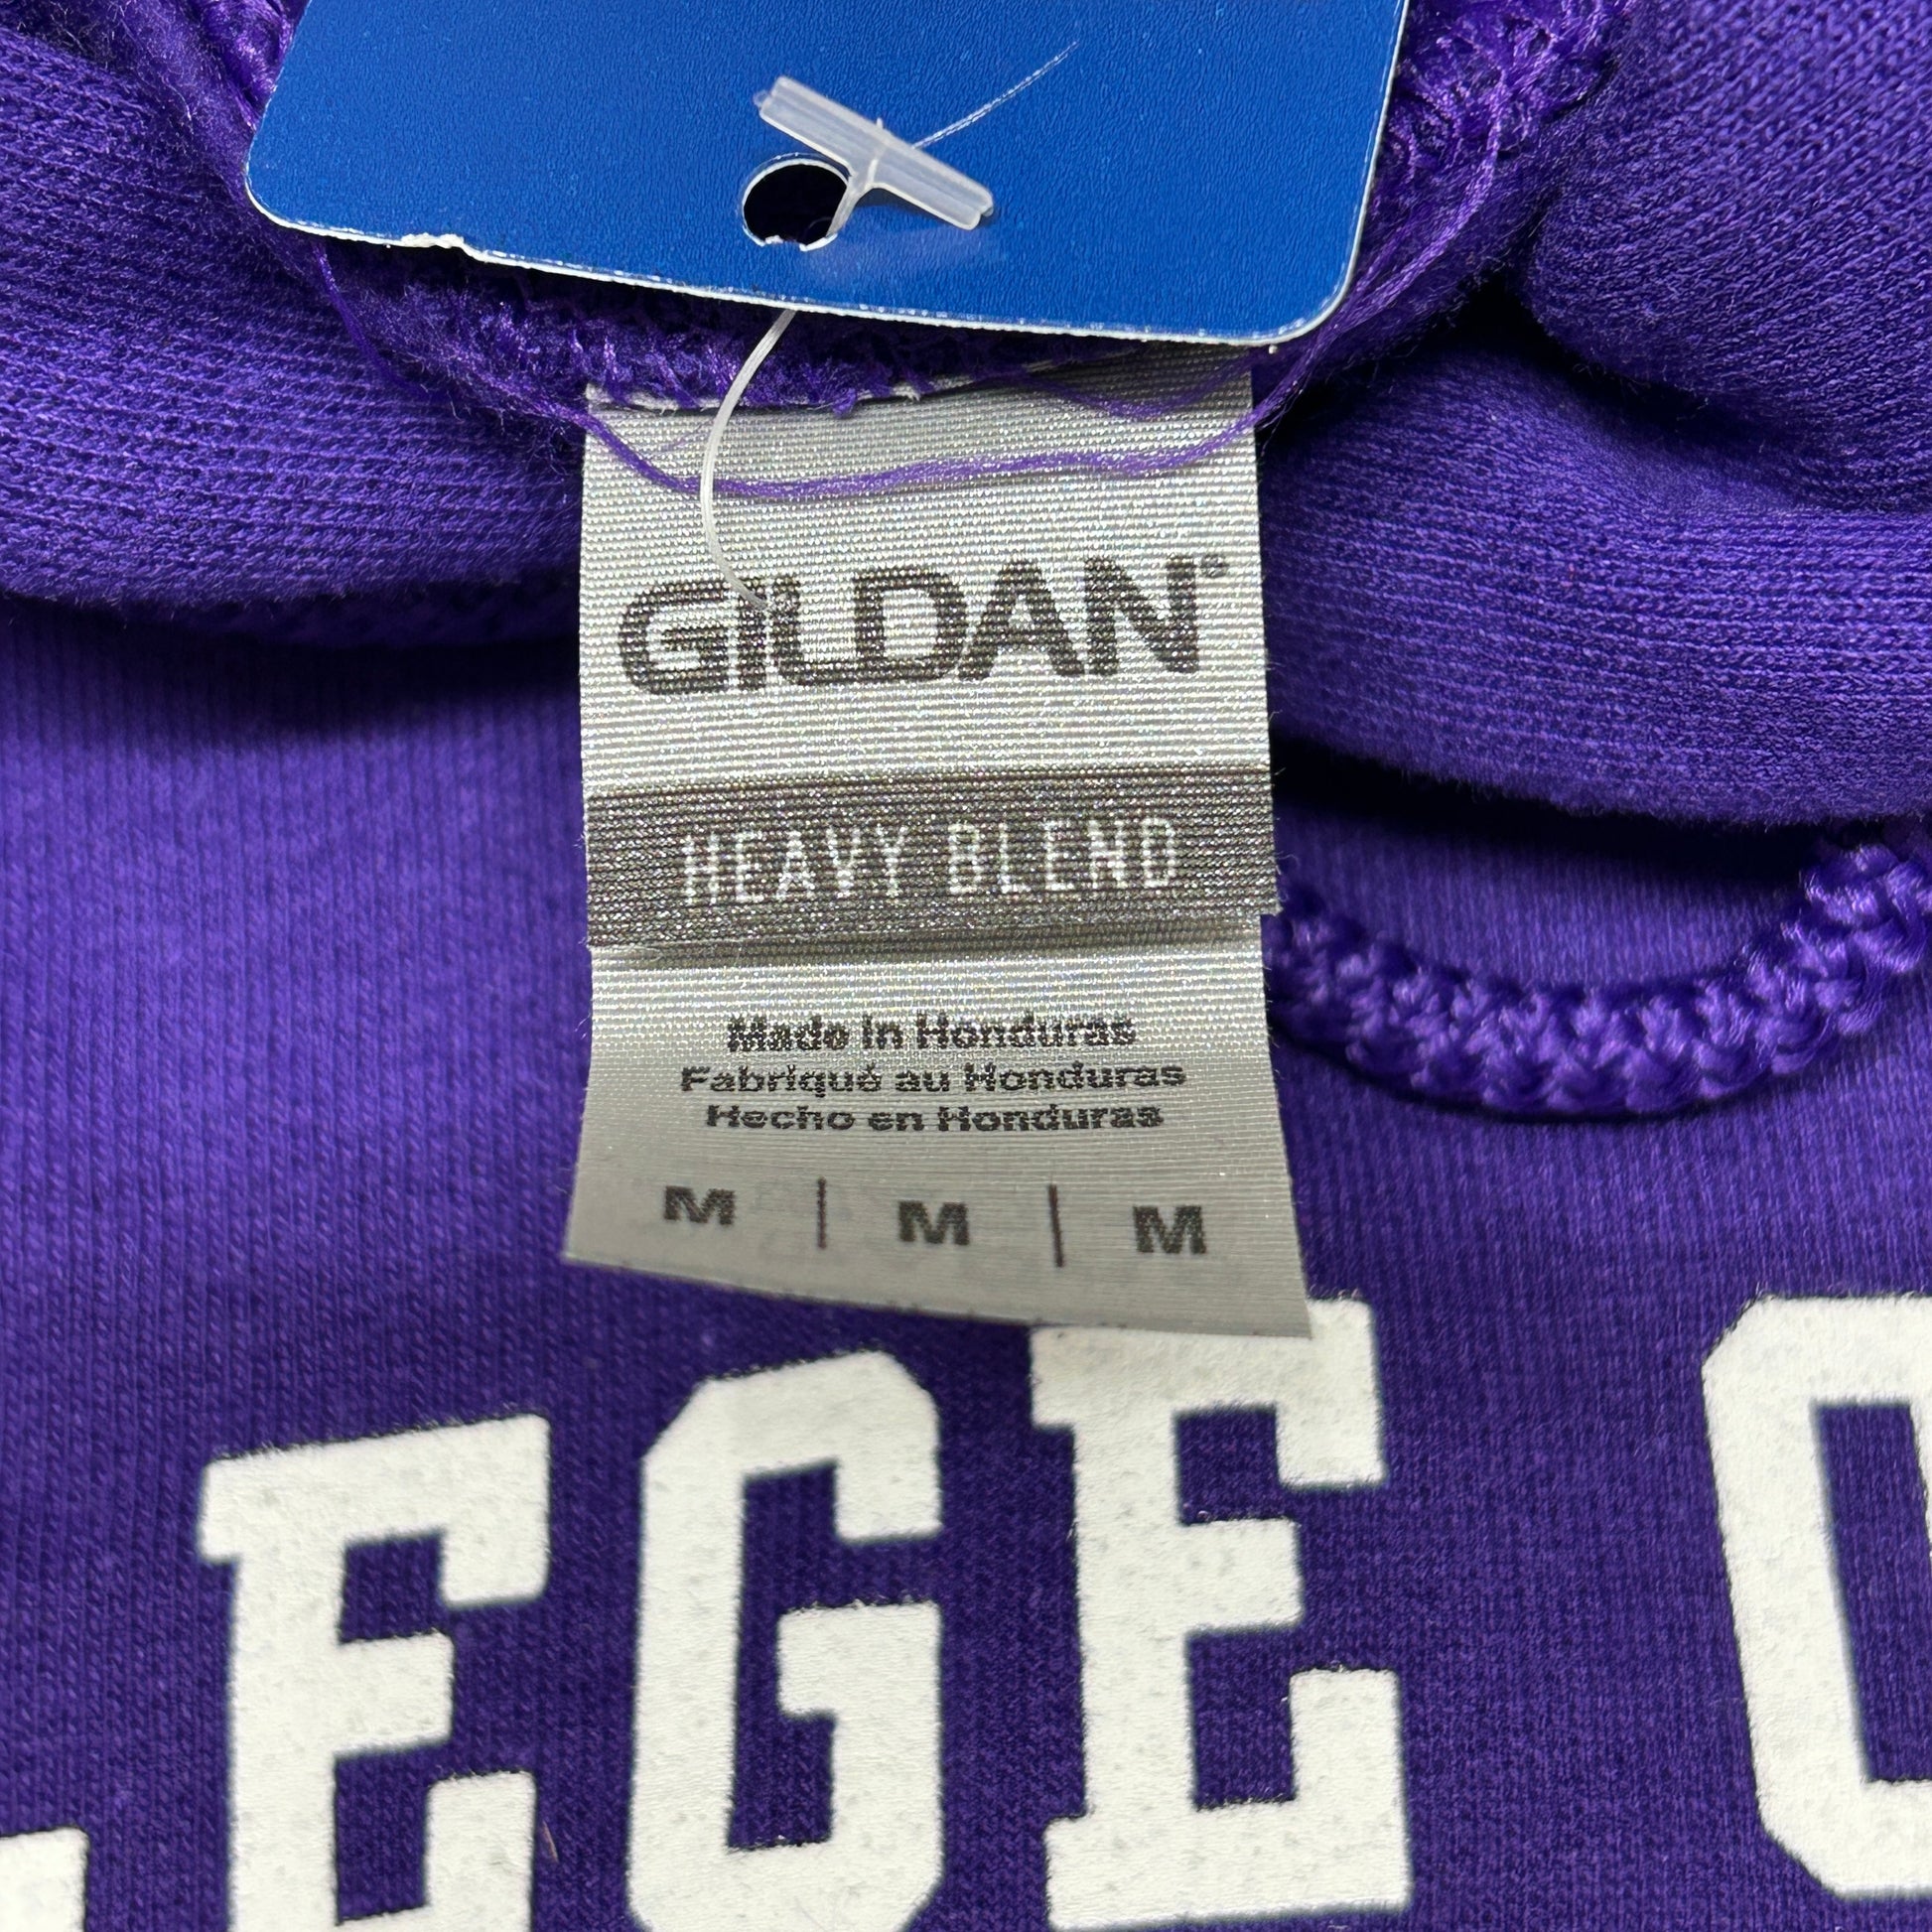 GILDAN®
HEAVY BLEND
Made in Honduras
Fabriqué au Honduras
Hecho en Honduras
M | M | M
EGE